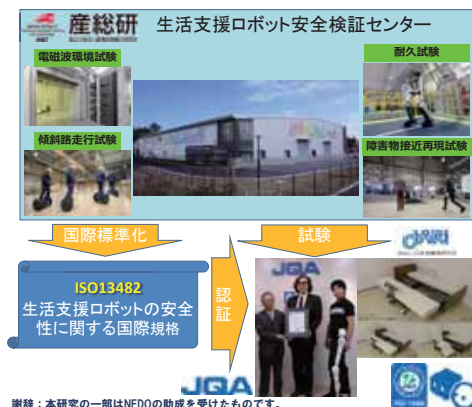 産総研 生活支援ロボット安全検証センター
電磁波環境試験
耐久試験
傾斜路走行試験
障害物接近再現試験
国際標準化
試験
JARI
ISO13482
生活支援ロボットの安全
性に関する国際規格
認証
JQA
JQA
謝辞：本研究の一部はNEDOの助成を受けたものです。